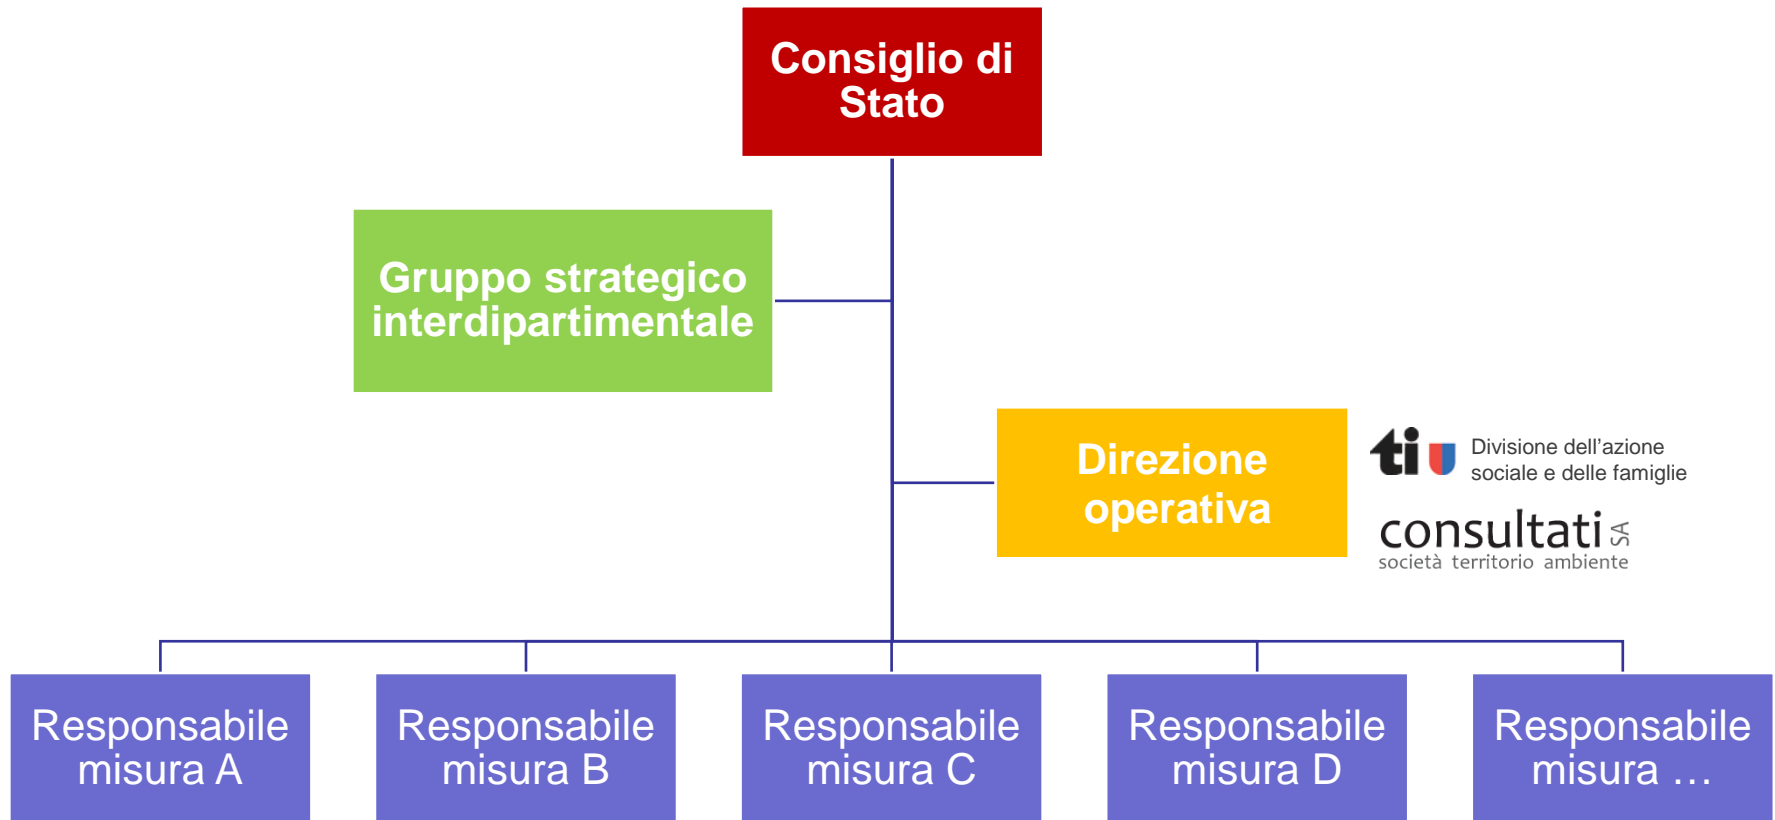 Consiglio di
Stato
Gruppo strategico
interdipartimentale
Direzione
operativa
ti
Divisione dell’azione
sociale e delle famiglie
consultati SA
società territorio ambiente
Responsabile
misura A
Responsabile
misura B
Responsabile
misura C
Responsabile
misura D
Responsabile
misura …